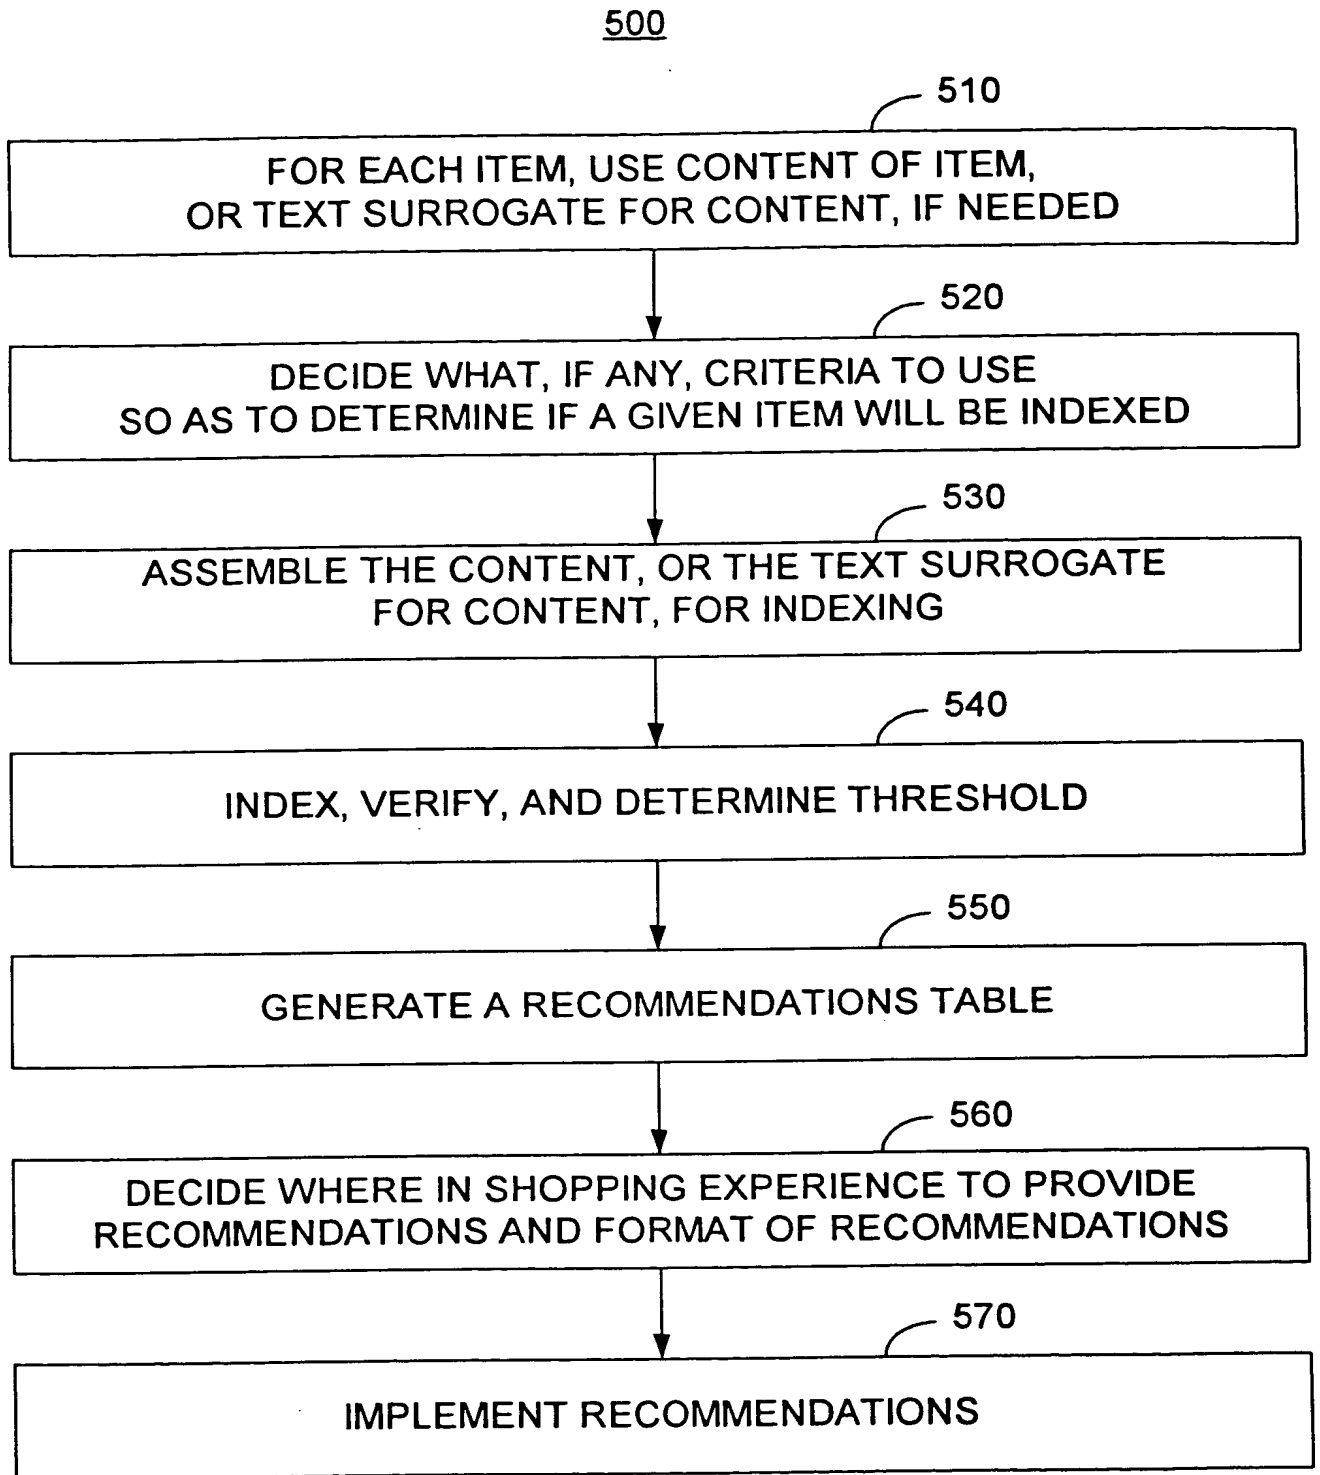 500
510
FOR EACH ITEM, USE CONTENT OF ITEM,
OR TEXT SURROGATE FOR CONTENT, IF NEEDED
520
DECIDE WHAT, IF ANY, CRITERIA TO USE
SO AS TO DETERMINE IF A GIVEN ITEM WILL BE INDEXED
530
ASSEMBLE THE CONTENT, OR THE TEXT SURROGATE
FOR CONTENT, FOR INDEXING
540
INDEX, VERIFY, AND DETERMINE THRESHOLD
550
GENERATE A RECOMMENDATIONS TABLE
560
DECIDE WHERE IN SHOPPING EXPERIENCE TO PROVIDE
RECOMMENDATIONS AND FORMAT OF RECOMMENDATIONS
570
IMPLEMENT RECOMMENDATIONS